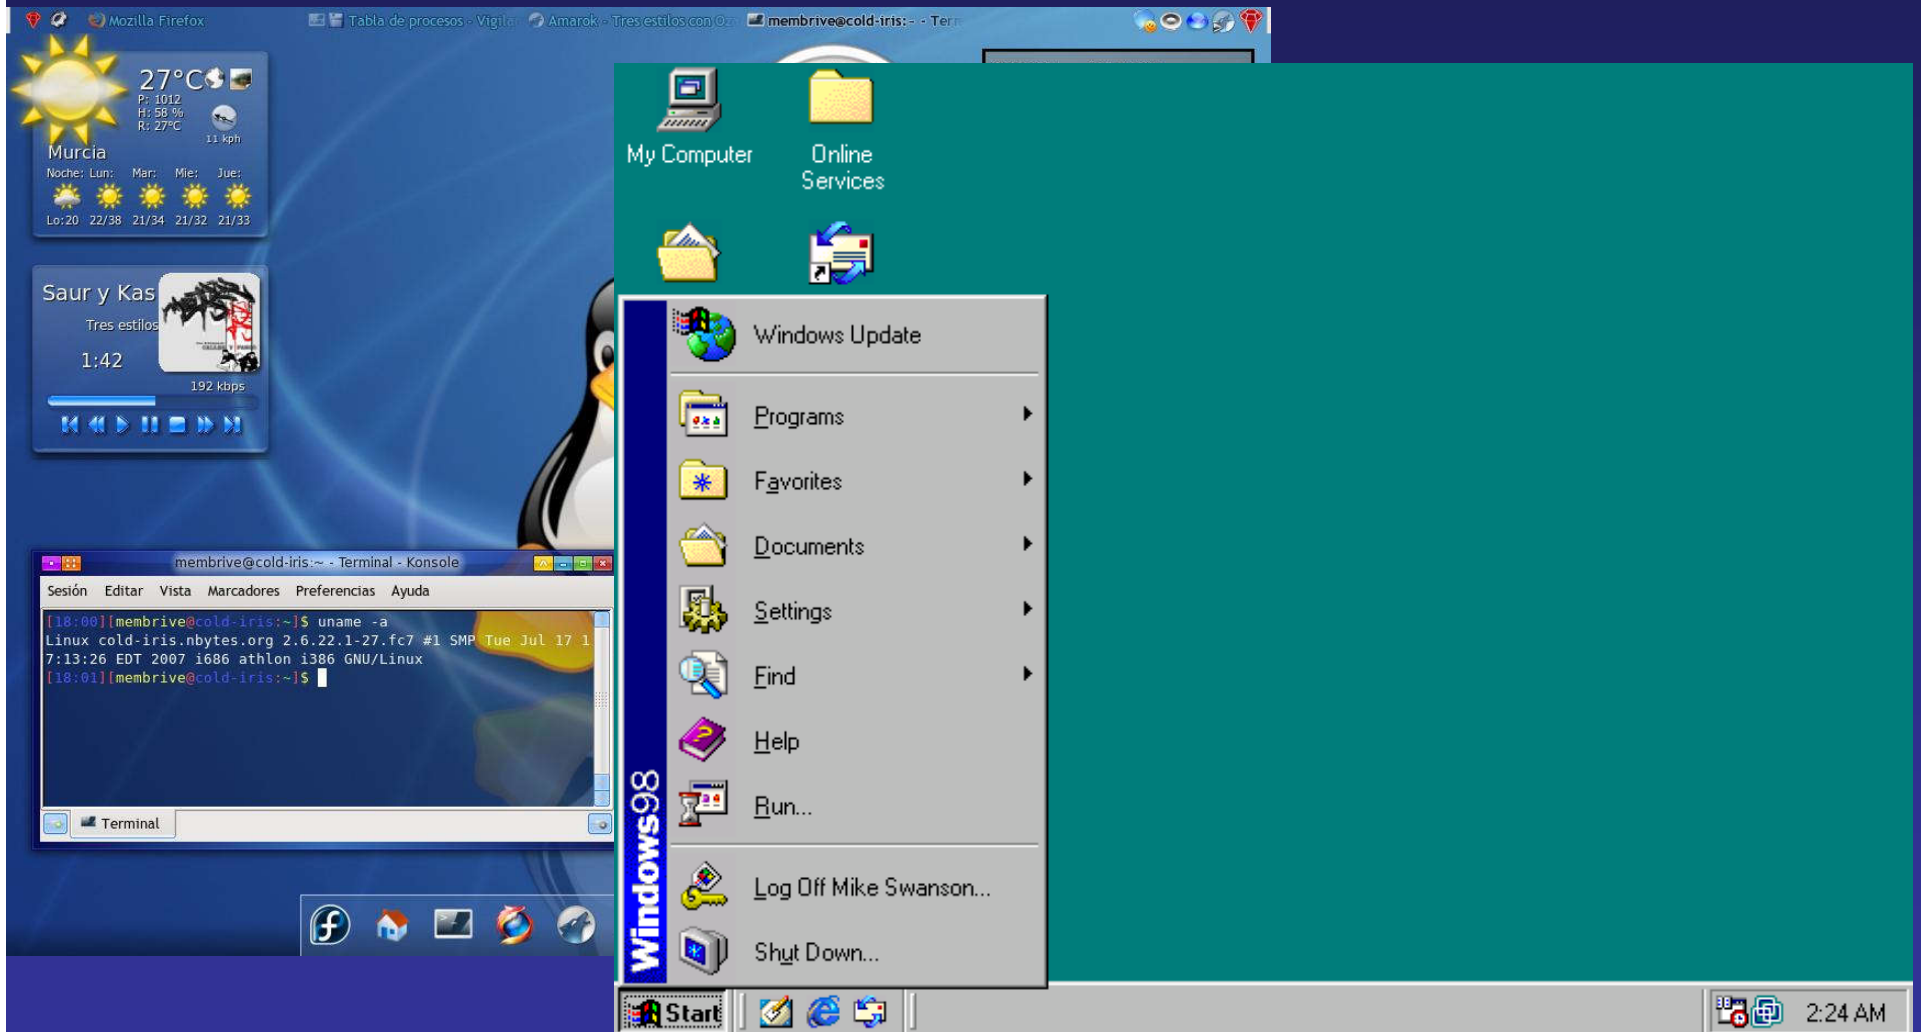 Mozilla Firefox
Tabla de procesos - Vigila
Amarok - Tres estilos con O
membrive@cold-iris: - - Term
27°C
P: 1012
H: 58 %
R: 27°C
11 kph
Murcia
Noche: Lun: Mar: Mie: Jue:
Lo:20 22/38 21/34 21/32 21/33
Saur y Kas
Tres estilos
1:42
192 kbps
membrive@cold-iris:~ - Terminal - Konsole
Sesión Editar Vista Marcadores Preferencias Ayuda
[18:00][membrive@cold-iris:~]$ uname -a
Linux cold-iris.nbytes.org 2.6.22.1-27.fc7 #1 SMP Tue Jul 17 1
7:13:26 EDT 2007 i686 athlon i386 GNU/Linux
[18:01][membrive@cold-iris:~]$
Terminal
My Computer
Online
Services
Windows Update
Programs
Favorites
Documents
Settings
Find
Help
Run...
Log Off Mike Swanson...
Shut Down...
Windows98
Start
2:24 AM